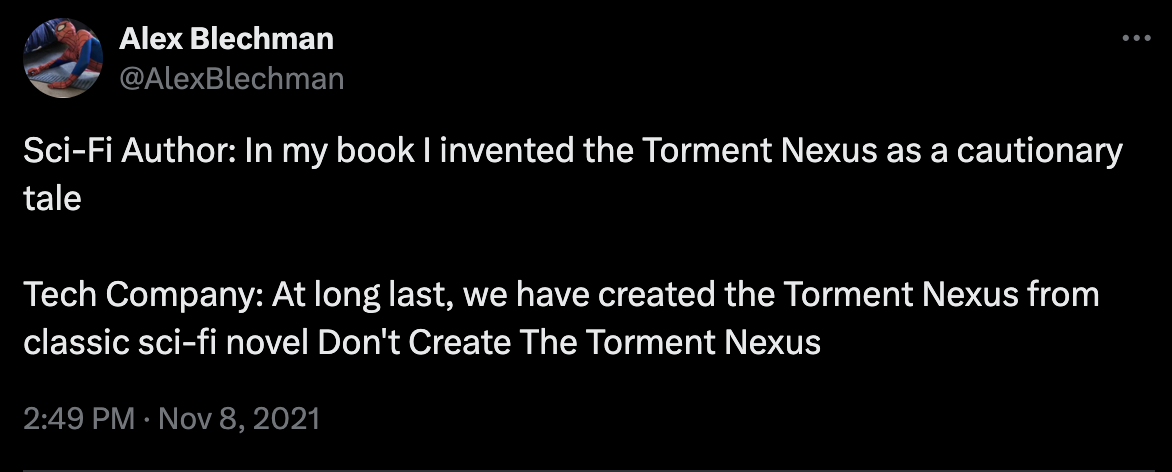 Alex Blechman
@AlexBlechman
Sci-Fi Author: In my book I invented the Torment Nexus as a cautionary
tale
Tech Company: At long last, we have created the Torment Nexus from
classic sci-fi novel Don't Create The Torment Nexus
2:49 PM · Nov 8, 2021